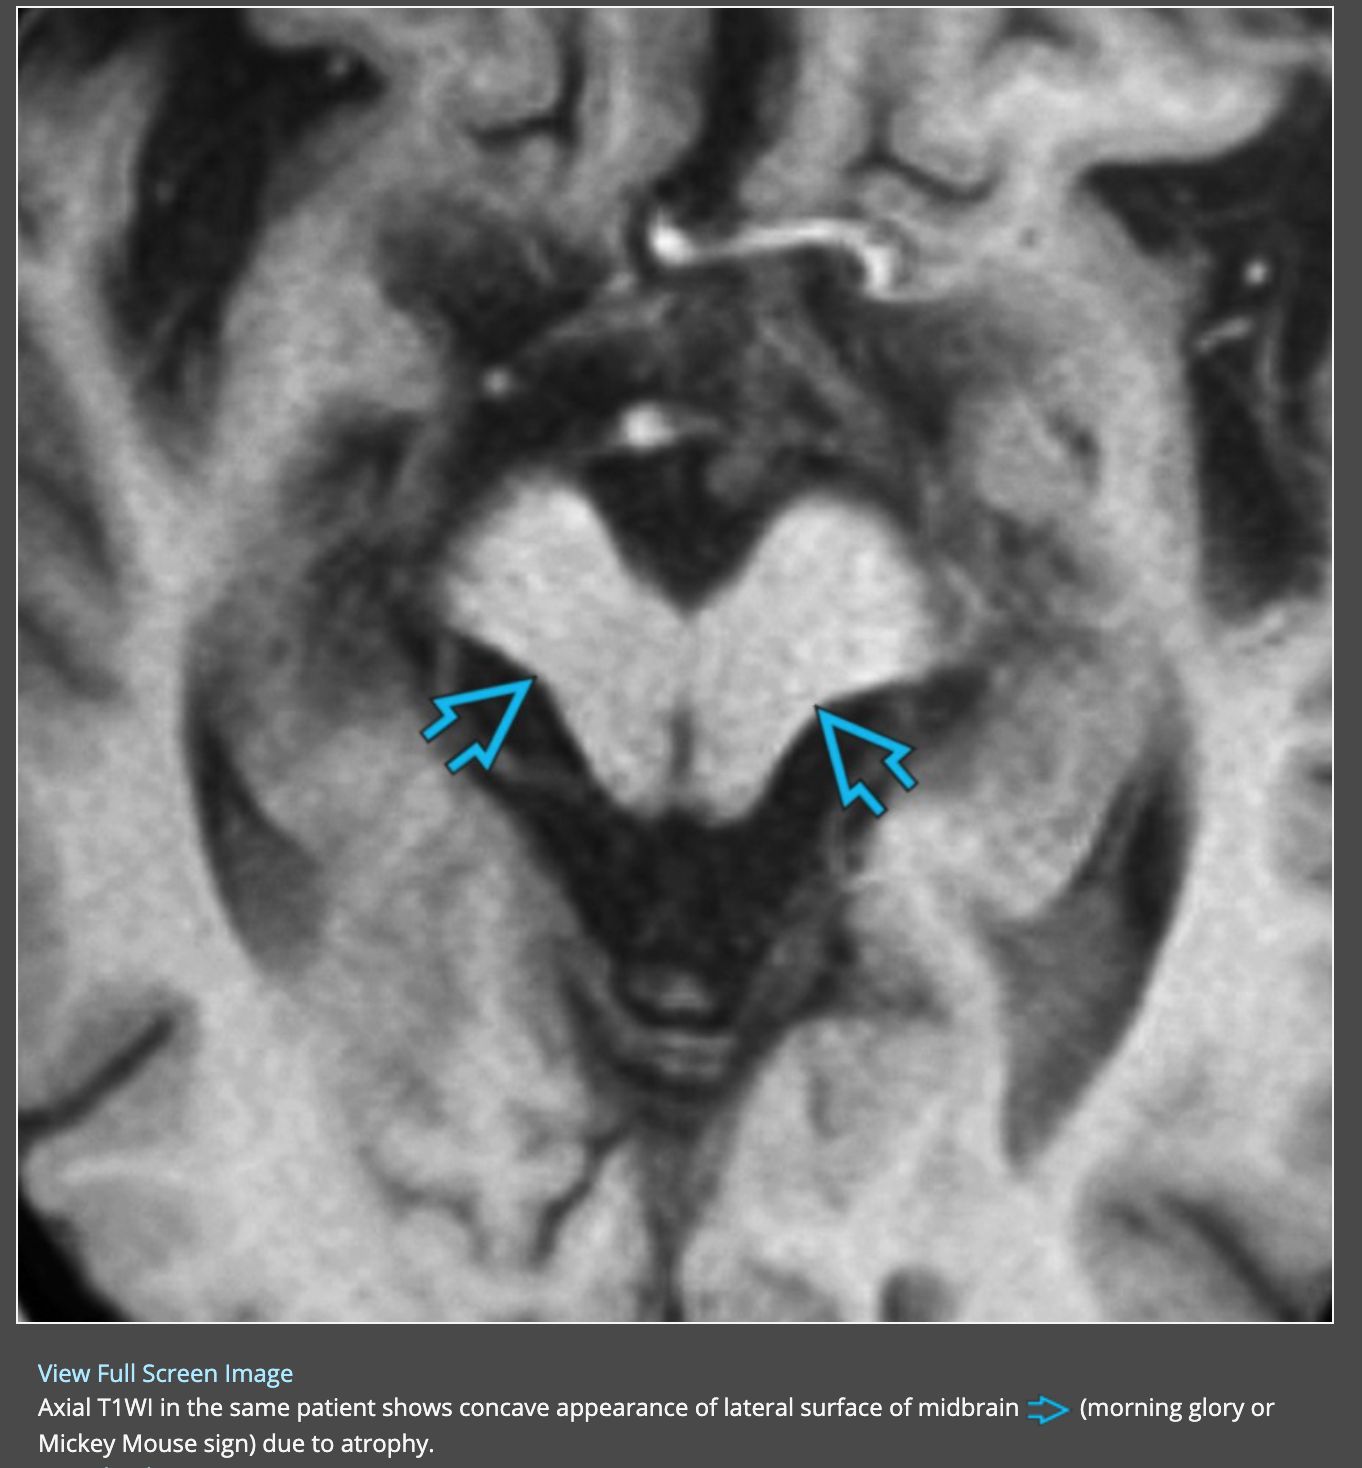 View Full Screen Image
Axial T1WI in the same patient shows concave appearance of lateral surface of midbrain (morning glory or
Mickey Mouse sign) due to atrophy.